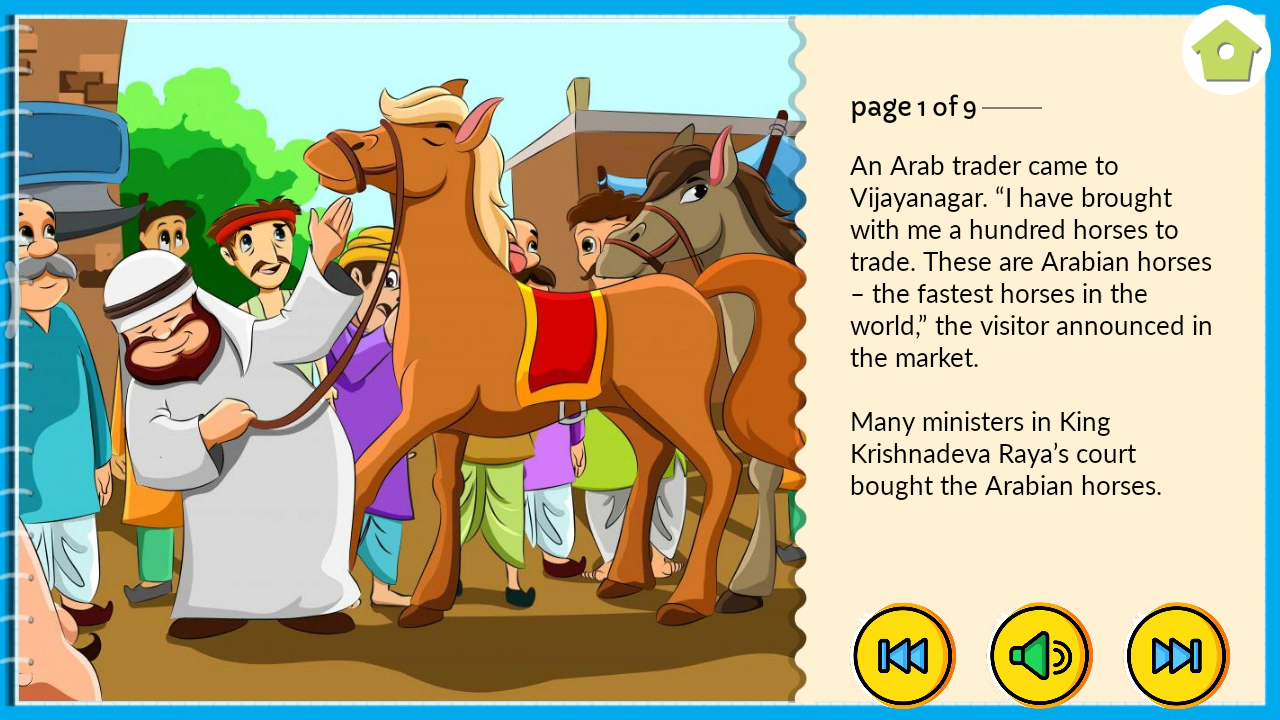 page 1 of 9
An Arab trader came to
Vijayanagar. “I have brought
with me a hundred horses to
trade. These are Arabian horses
– the fastest horses in the
world,” the visitor announced in
the market.
Many ministers in King
Krishnadeva Raya’s court
bought the Arabian horses.